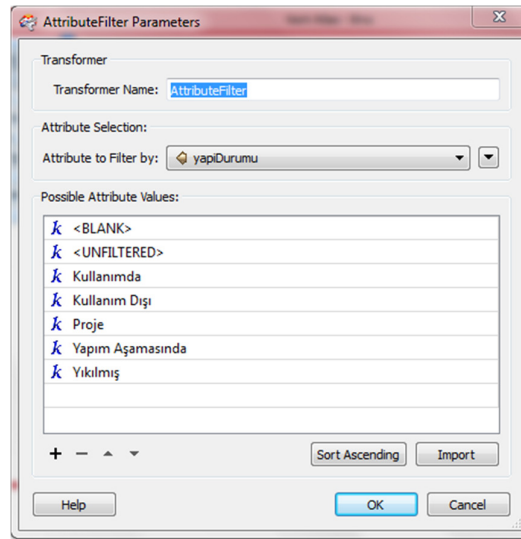 AttributeFilter Parameters
Transformer
Transformer Name: AttributeFilter
Attribute Selection:
Attribute to Filter by: yapiDurumu
Possible Attribute Values:
k <BLANK>
k <UNFILTERED>
k Kullanımda
k Kullanım Dışı
k Proje
k Yapım Aşamasında
k Yıkılmış
Sort Ascending Import
Help OK Cancel